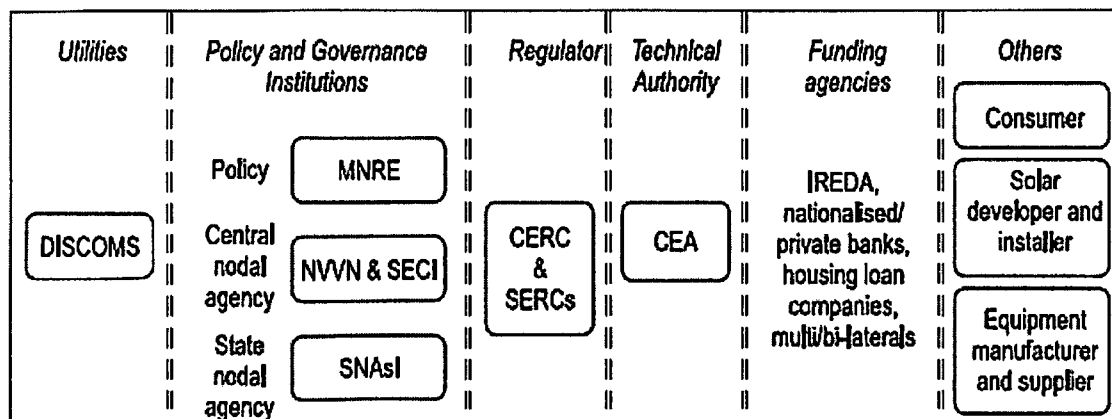 Utilities
DISCOMS
Policy and Governance
Institutions
Policy
MNRE
Central
nodal
agency
NVVN & SECI
State
nodal
agency
SNAsI
Regulator
CERC
&
SERCs
Technical
Authority
CEA
Funding
agencies
IREDA,
nationalised/
private banks,
housing loan
companies,
multi/bi-laterals
Others
Consumer
Solar
developer and
installer
Equipment
manufacturer
and supplier